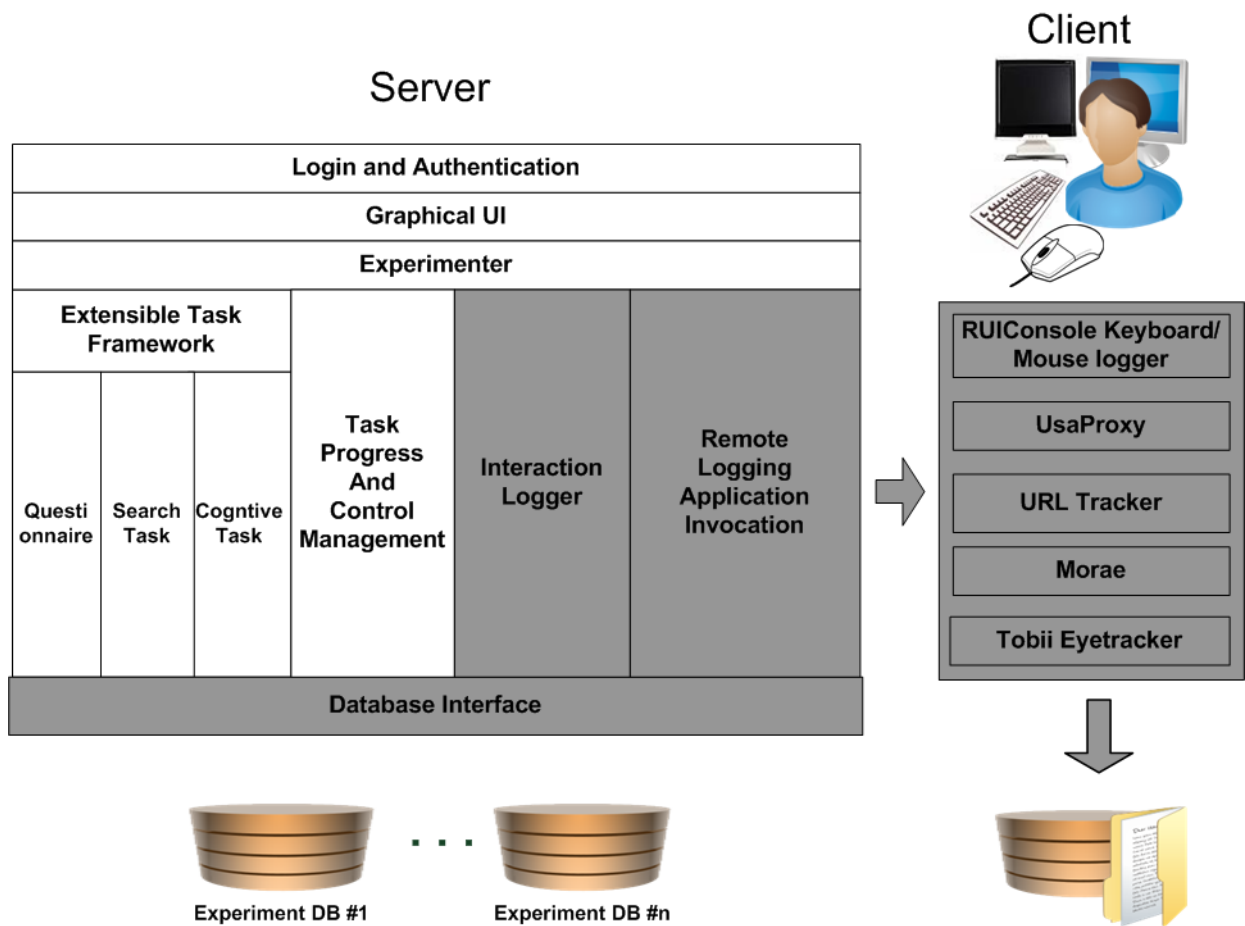 Client
Server
Login and Authentication
Graphical UI
Experimenter
Extensible Task
Framework
Questi
onnaire
Search
Task
Cogntive
Task
Task
Progress
And
Control
Management
Interaction
Logger
Remote
Logging
Application
Invocation
Database Interface
RUIConsole Keyboard/
Mouse logger
UsaProxy
URL Tracker
Morae
Tobii Eyetracker
. . .
Experiment DB #1
Experiment DB #n